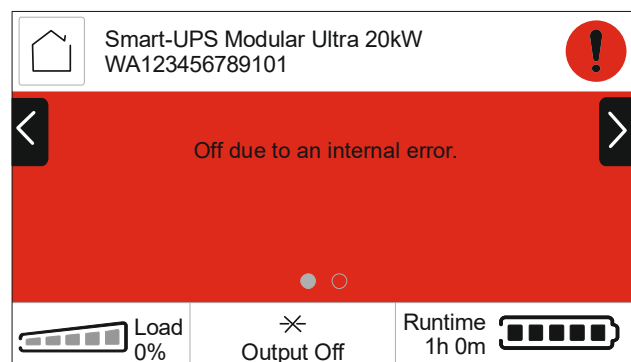 Smart-UPS Modular Ultra 20kW
WA123456789101
Off due to an internal error.
Load
0%
Output Off
Runtime
1h 0m